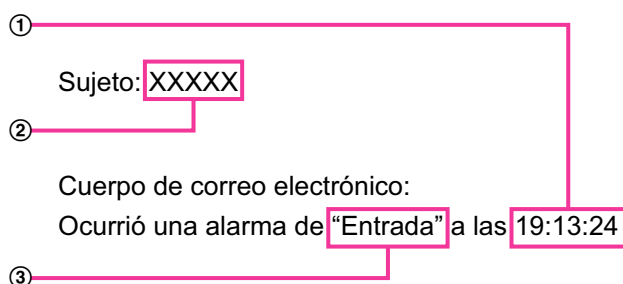 ①
Sujeto: XXXXX
②
Cuerpo de correo electrónico:
Ocurrió una alarma de “Entrada” a las 19:13:24
③